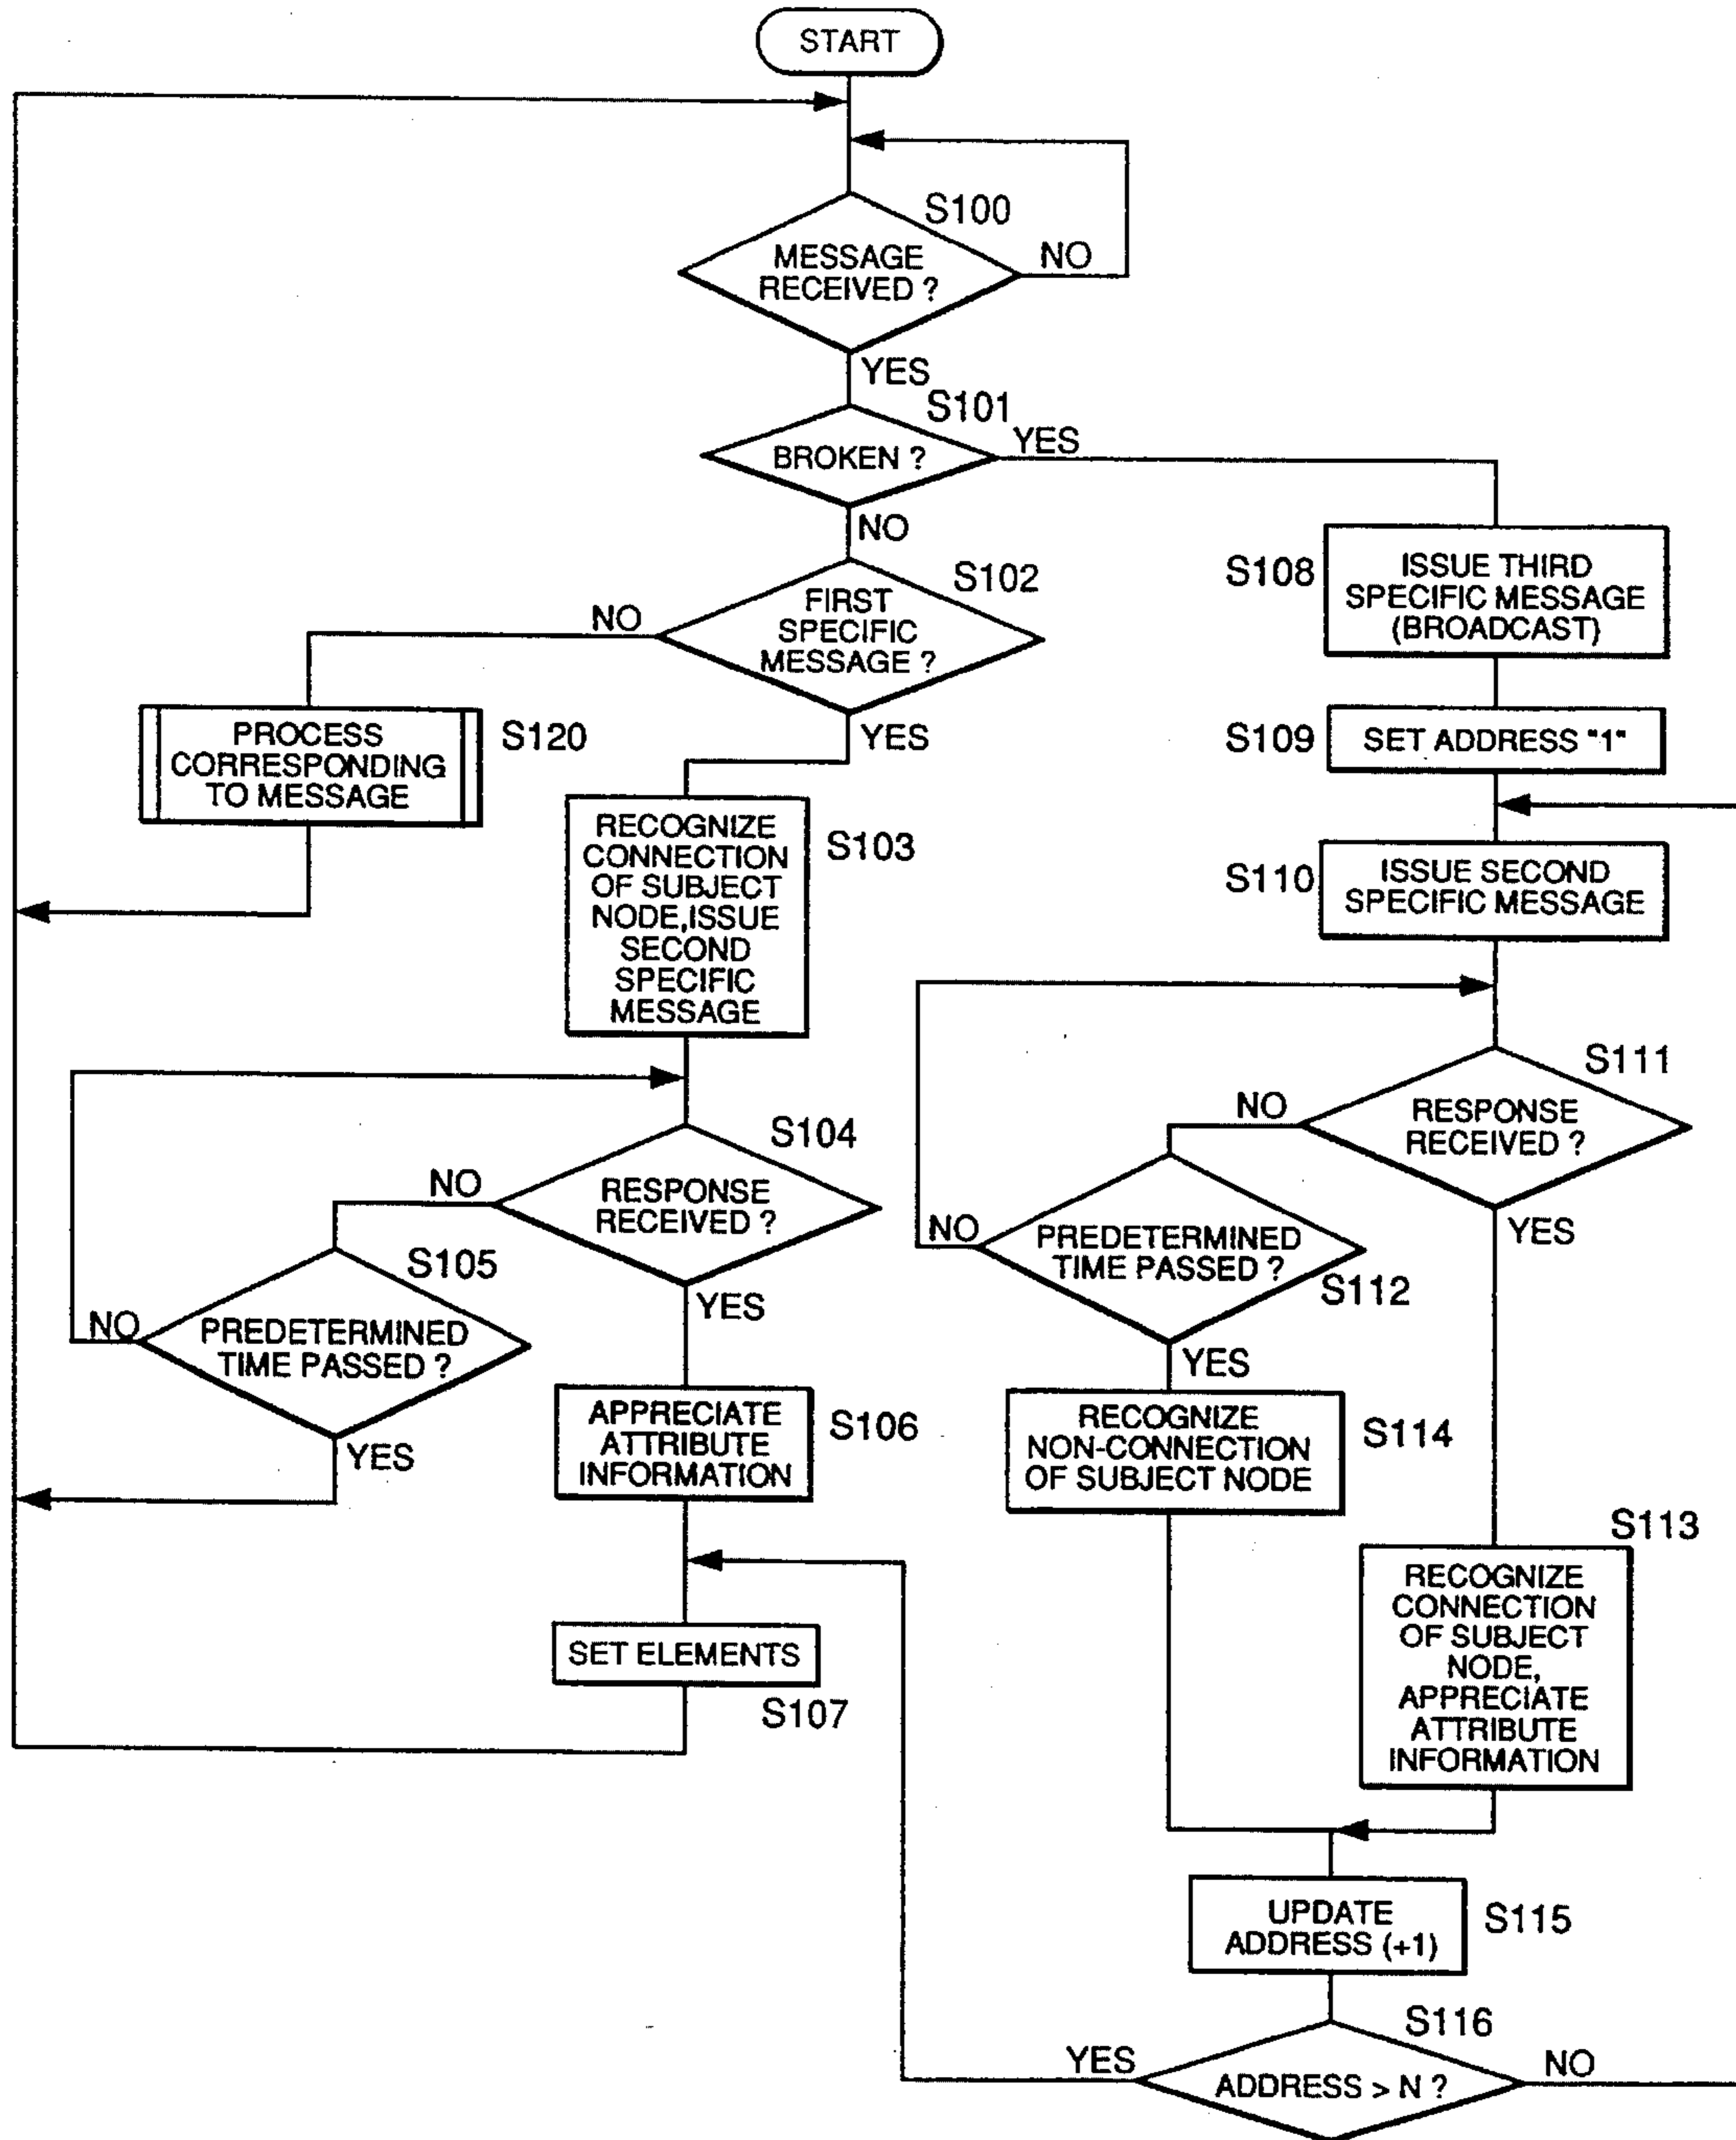 START
S100
MESSAGE
RECEIVED ?
NO
YES
S101
BROKEN ?
YES
NO
S102
FIRST
SPECIFIC
MESSAGE ?
NO
YES
S120
PROCESS
CORRESPONDING
TO MESSAGE
S103
RECOGNIZE
CONNECTION
OF SUBJECT
NODE,ISSUE
SECOND
SPECIFIC
MESSAGE
S104
RESPONSE
RECEIVED ?
NO
YES
S105
PREDETERMINED
TIME PASSED ?
NO
YES
S106
APPRECIATE
ATTRIBUTE
INFORMATION
SET ELEMENTS
S107
S108
ISSUE THIRD
SPECIFIC MESSAGE
(BROADCAST)
S109
SET ADDRESS "1"
S110
ISSUE SECOND
SPECIFIC MESSAGE
S111
RESPONSE
RECEIVED ?
NO
YES
PREDETERMINED
TIME PASSED ?
S112
NO
YES
RECOGNIZE
NON-CONNECTION
OF SUBJECT NODE
S114
S113
RECOGNIZE
CONNECTION
OF SUBJECT
NODE,
APPRECIATE
ATTRIBUTE
INFORMATION
UPDATE
ADDRESS (+1)
S115
S116
ADDRESS > N ?
YES
NO